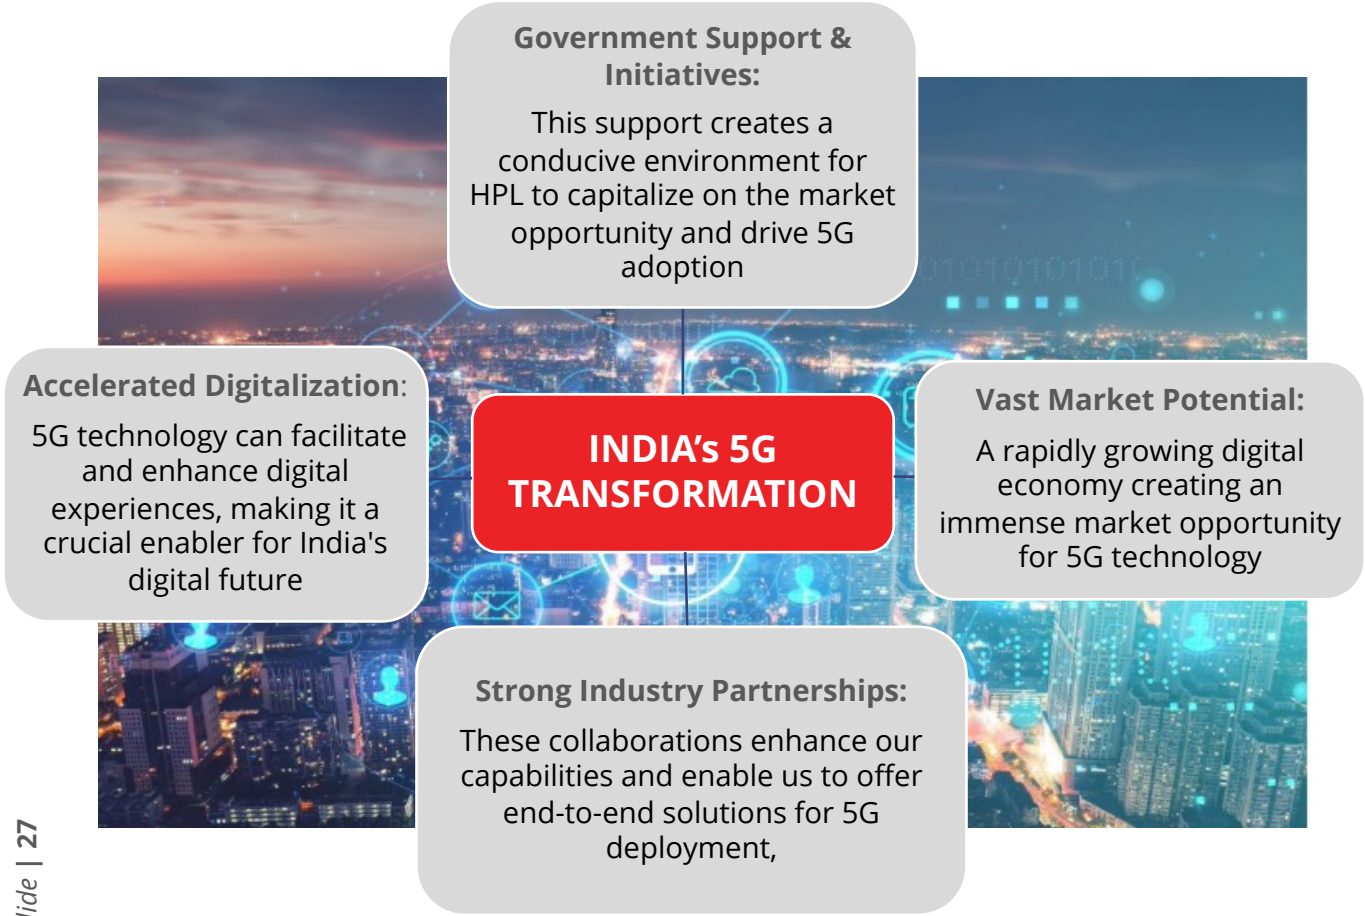 Government Support &
Initiatives:
This support creates a
conducive environment for
HPL to capitalize on the market
opportunity and drive 5G
adoption
Accelerated Digitalization:
5G technology can facilitate
and enhance digital
experiences, making it a
crucial enabler for India's
digital future
INDIA’s 5G
TRANSFORMATION
Vast Market Potential:
A rapidly growing digital
economy creating an
immense market opportunity
for 5G technology
Strong Industry Partnerships:
These collaborations enhance our
capabilities and enable us to offer
end-to-end solutions for 5G
deployment,
| 27